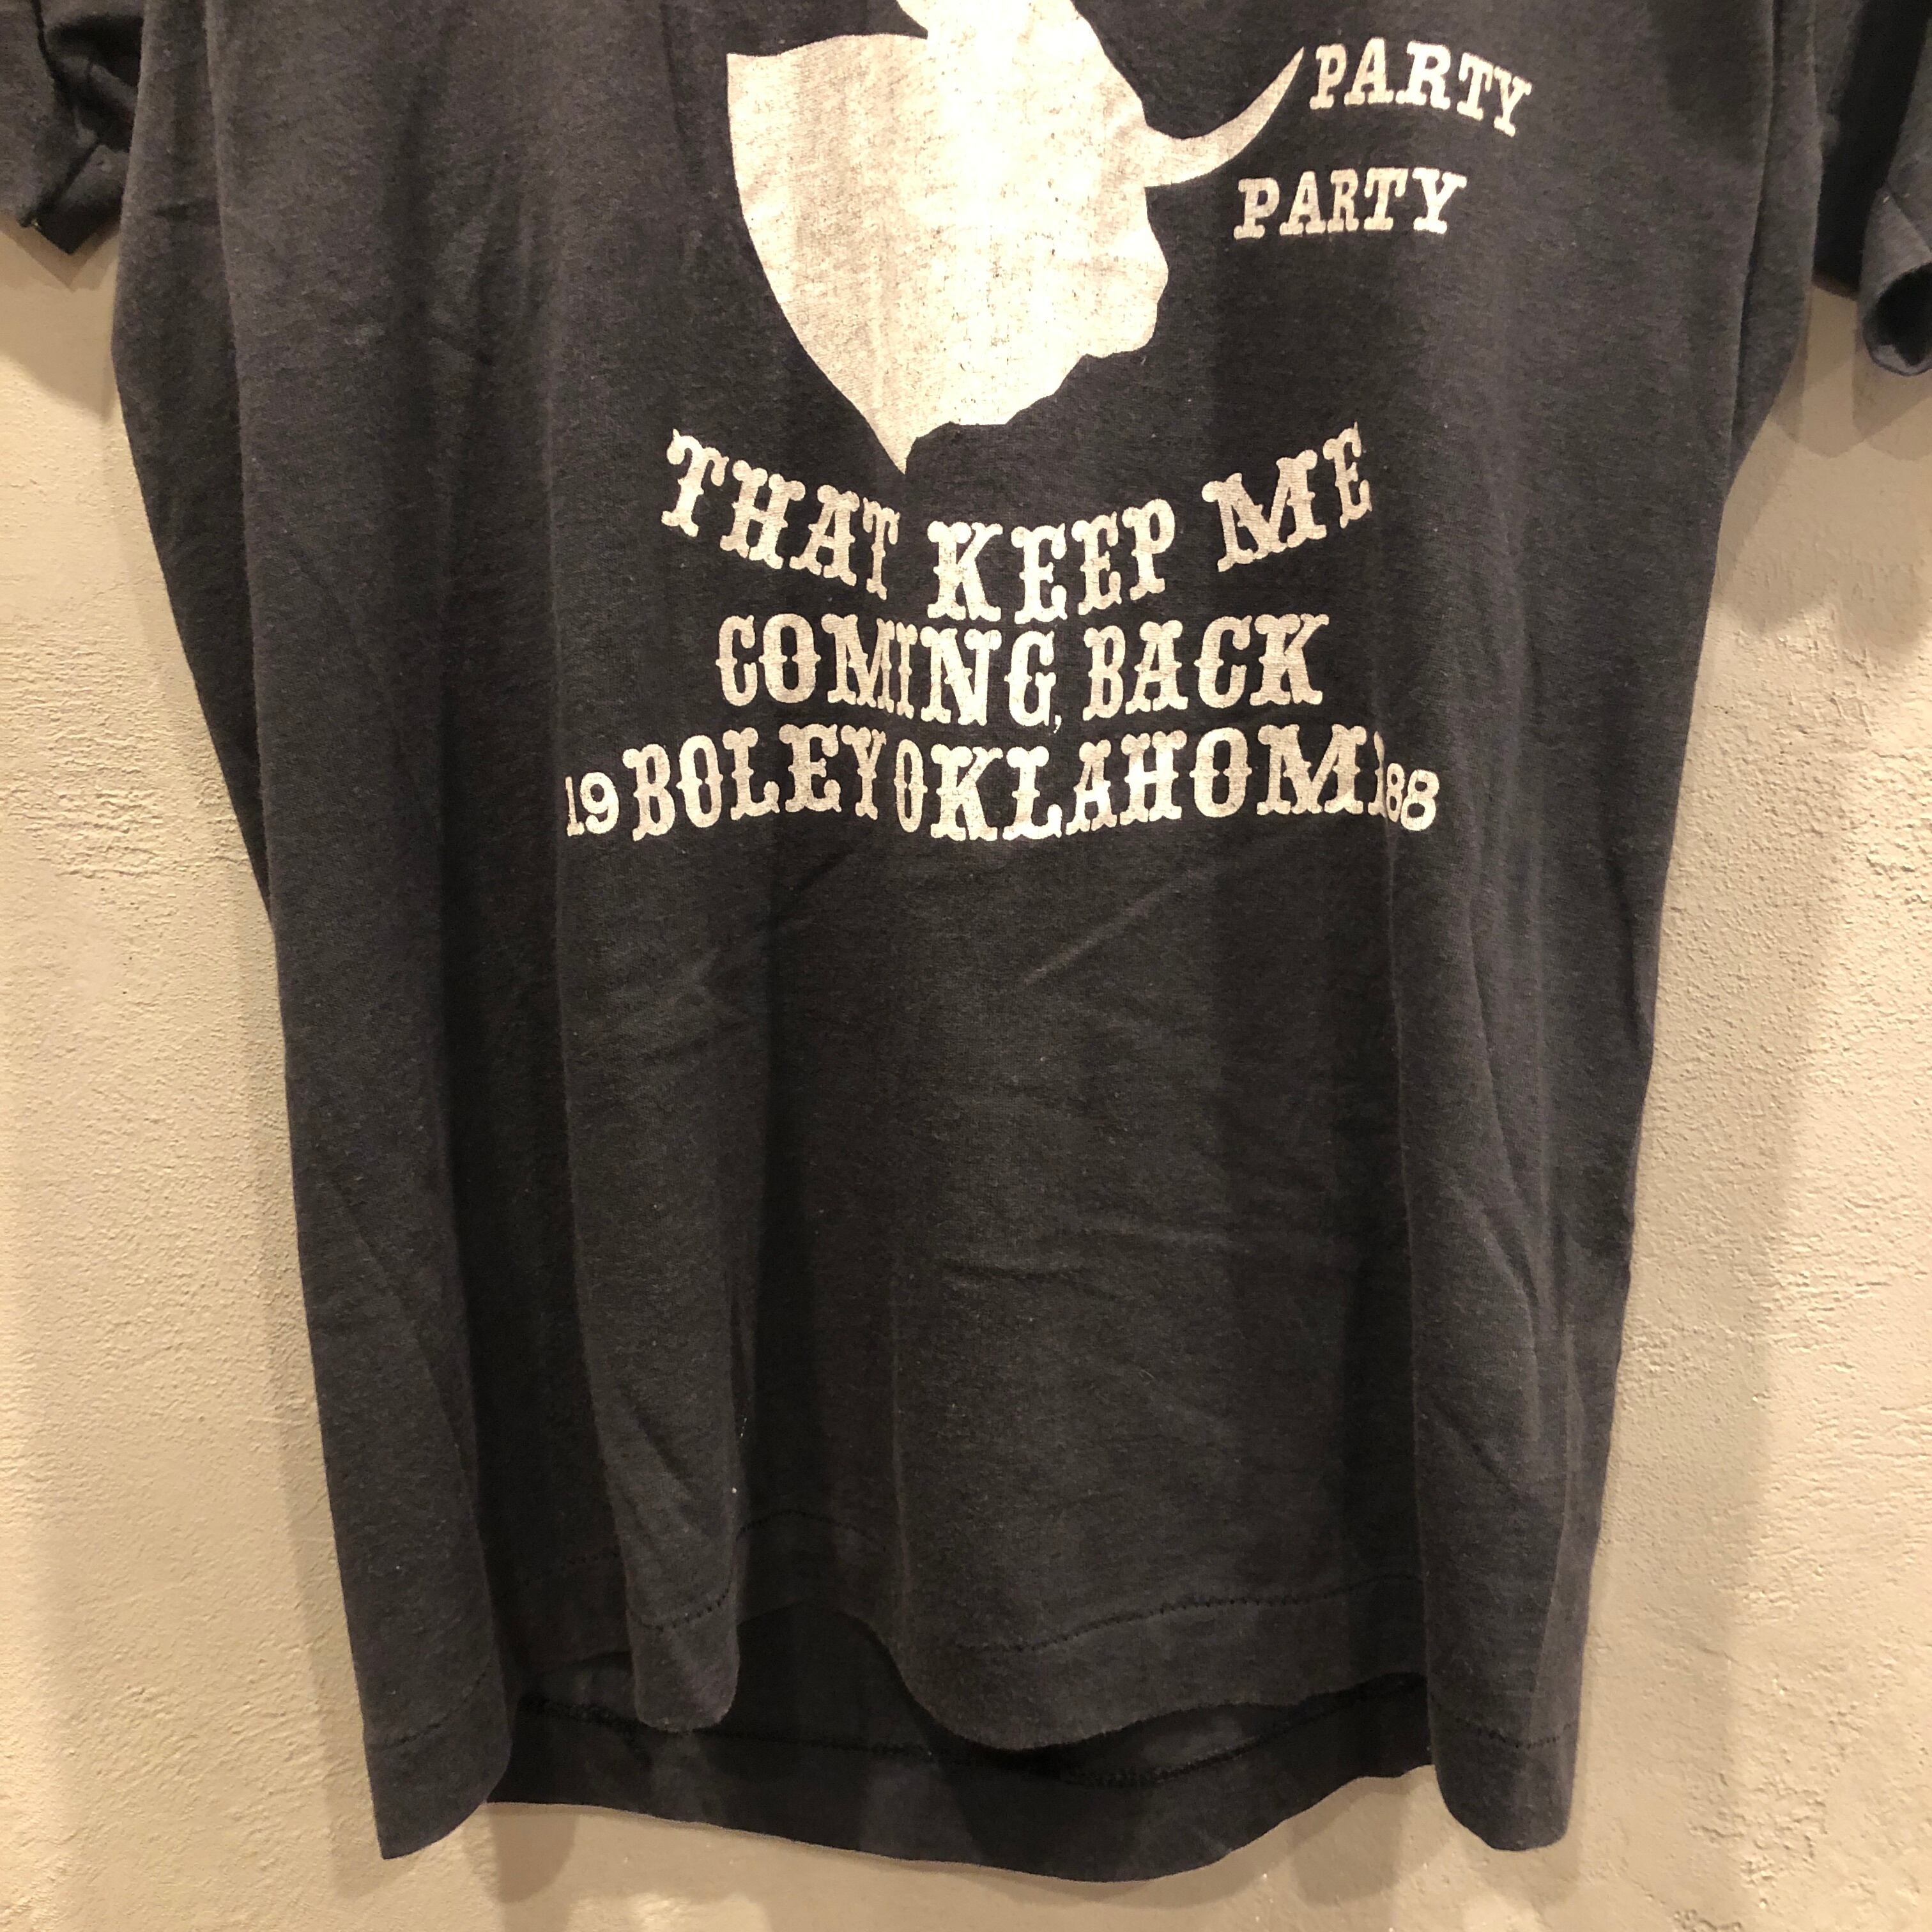 PARTY
PARTY
THAT KEEP ME
COMING, BACK
19 BOLEY OKLAHOMA 88